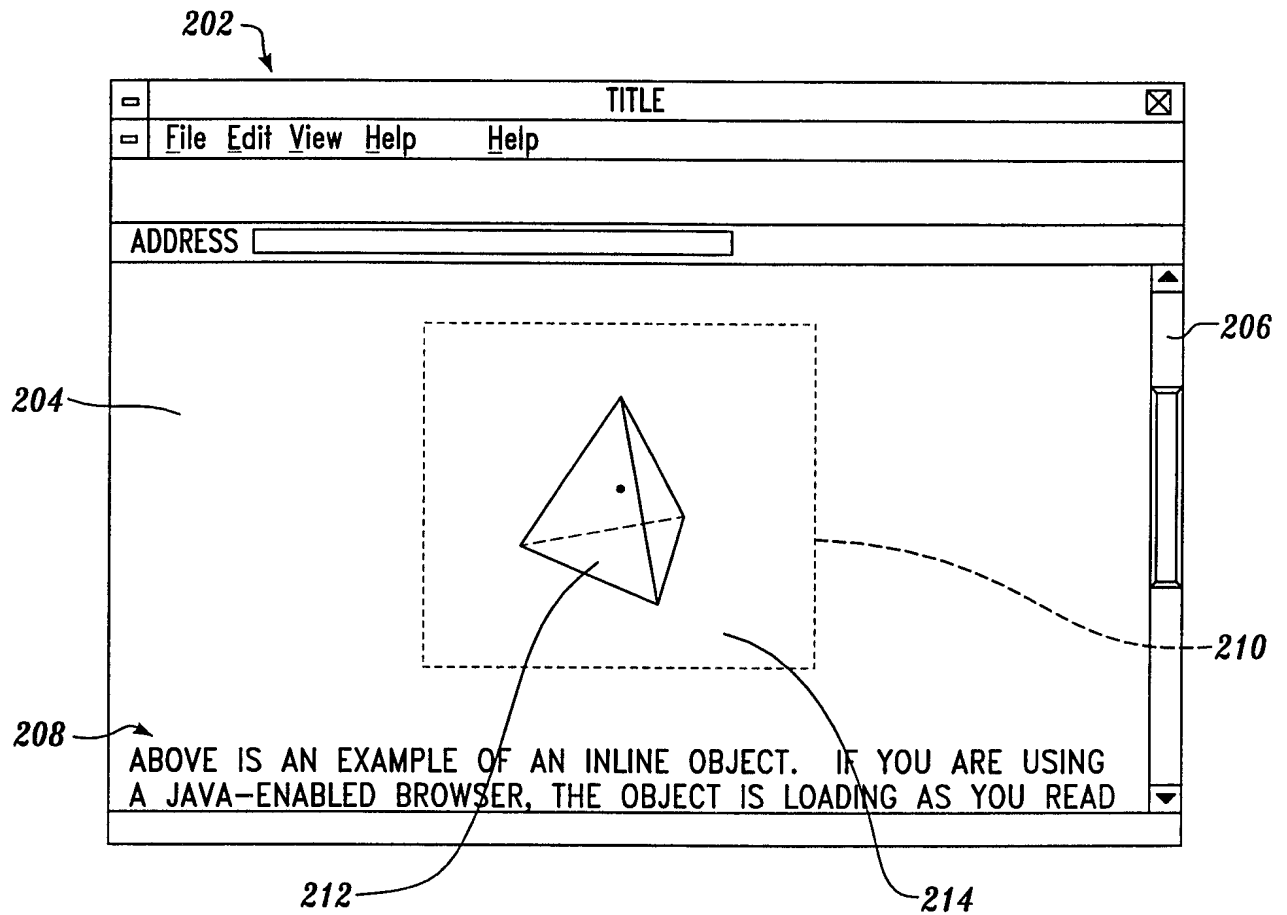 202
TITLE
File Edit View Help Help
ADDRESS
206
204
210
208
ABOVE IS AN EXAMPLE OF AN INLINE OBJECT. IF YOU ARE USING
A JAVA-ENABLED BROWSER, THE OBJECT IS LOADING AS YOU READ
212
214